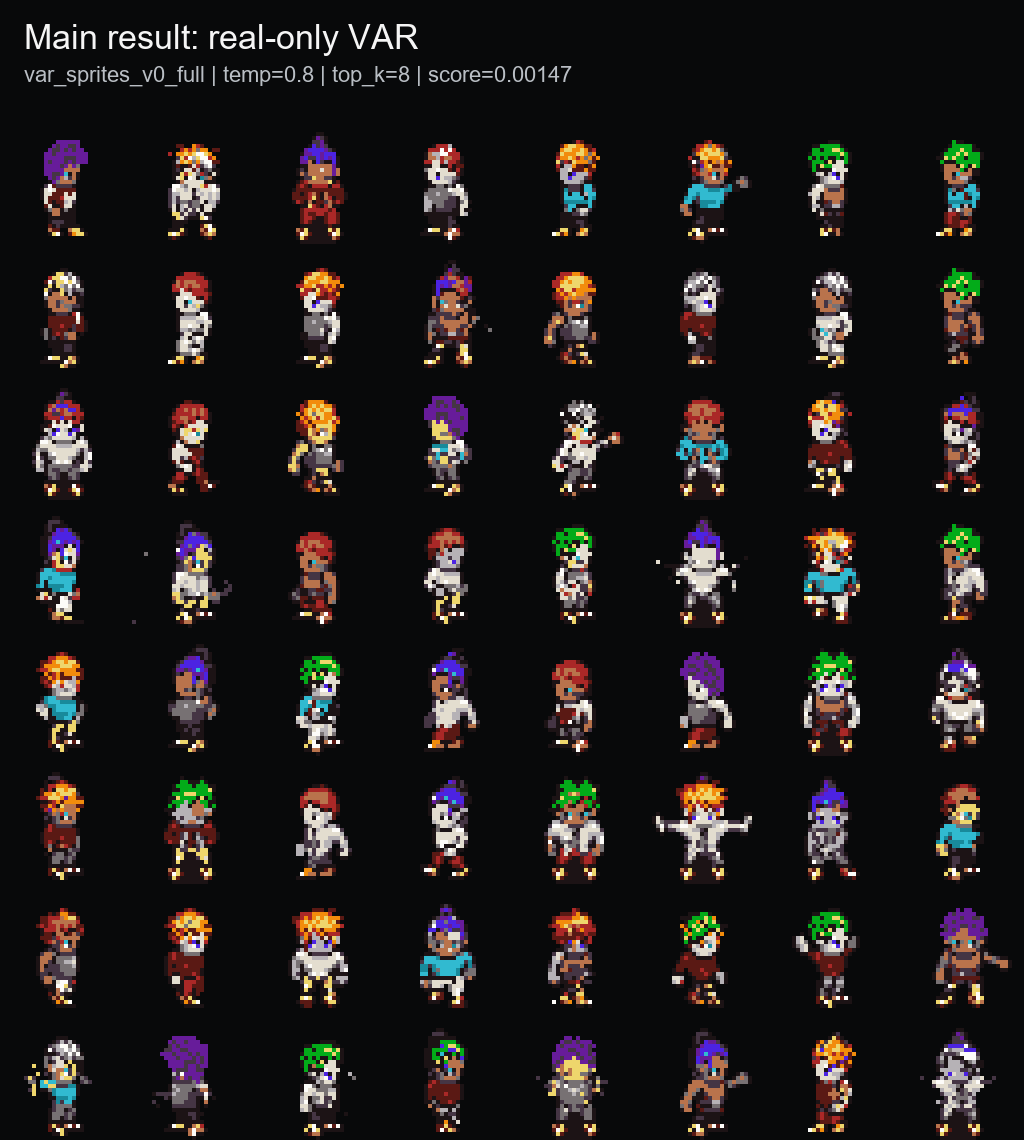 Main result: real-only VAR
var_sprites_v0_full | temp=0.8 | top_k=8 | score=0.00147